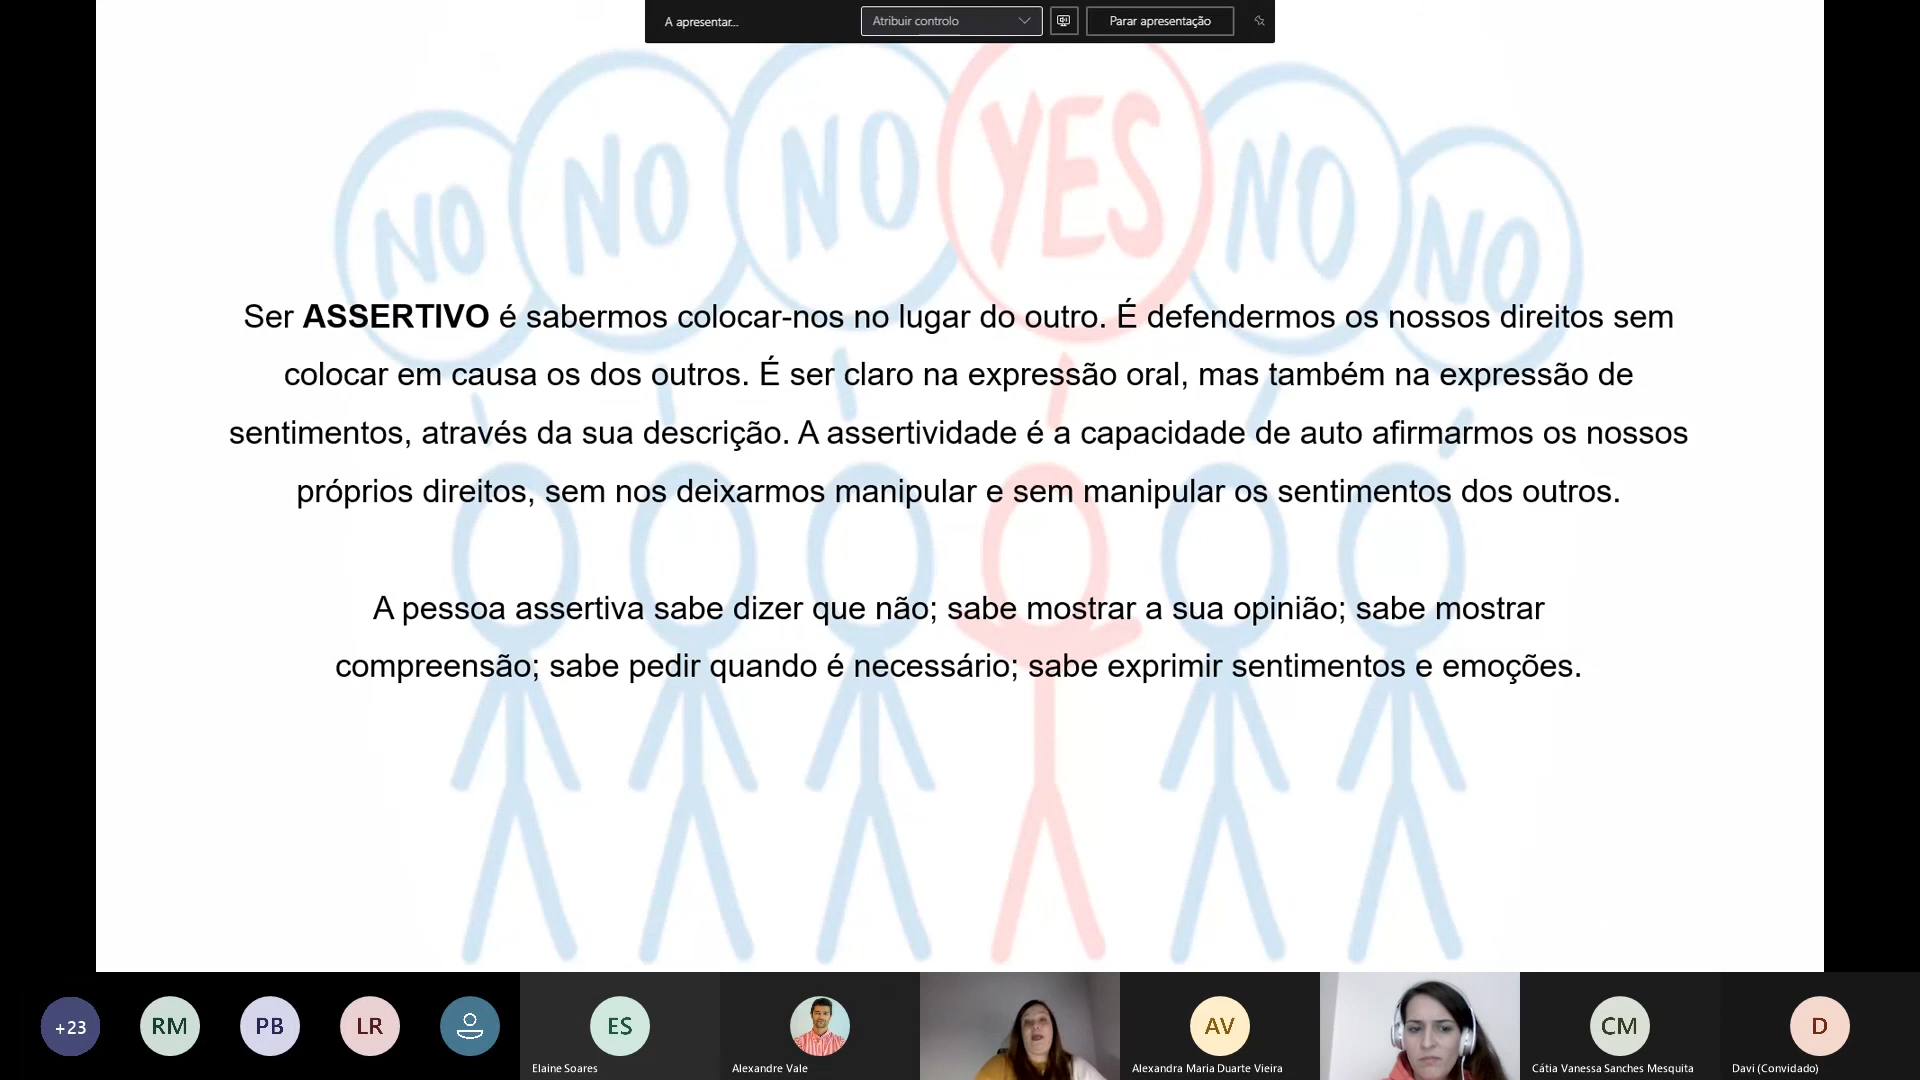 A apresentar...
Atribuir controlo
Parar apresentação
NO NO NO YES NO NO
Ser ASSERTIVO é sabermos colocar-nos no lugar do outro. É defendermos os nossos direitos sem
colocar em causa os dos outros. É ser claro na expressão oral, mas também na expressão de
sentimentos, através da sua descrição. A assertividade é a capacidade de auto afirmarmos os nossos
próprios direitos, sem nos deixarmos manipular e sem manipular os sentimentos dos outros.
A pessoa assertiva sabe dizer que não; sabe mostrar a sua opinião; sabe mostrar
compreensão; sabe pedir quando é necessário; sabe exprimir sentimentos e emoções.
+23
RM
PB
LR
ES
Elaine Soares
Alexandre Vale
AV
Alexandra Maria Duarte Vieira
CM
Cátia Vanessa Sanches Mesquita
D
Davi (Convidado)